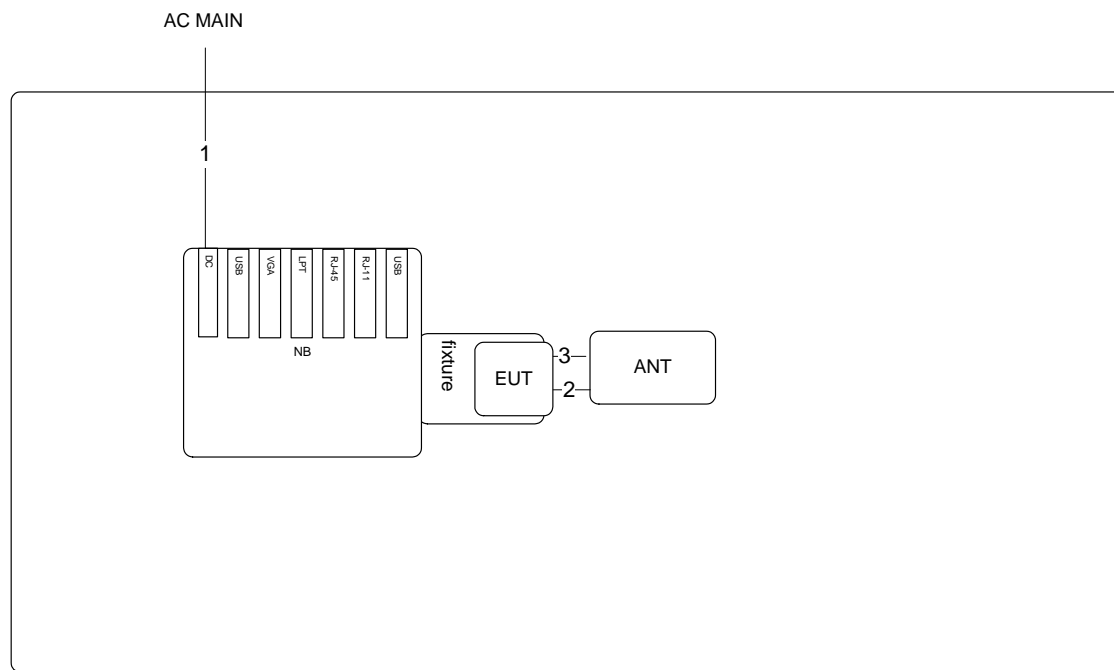 AC MAIN
1
DC
USB
VGA
LPT
RJ-45
RJ-11
USB
NB
fixture
EUT
3
2
ANT